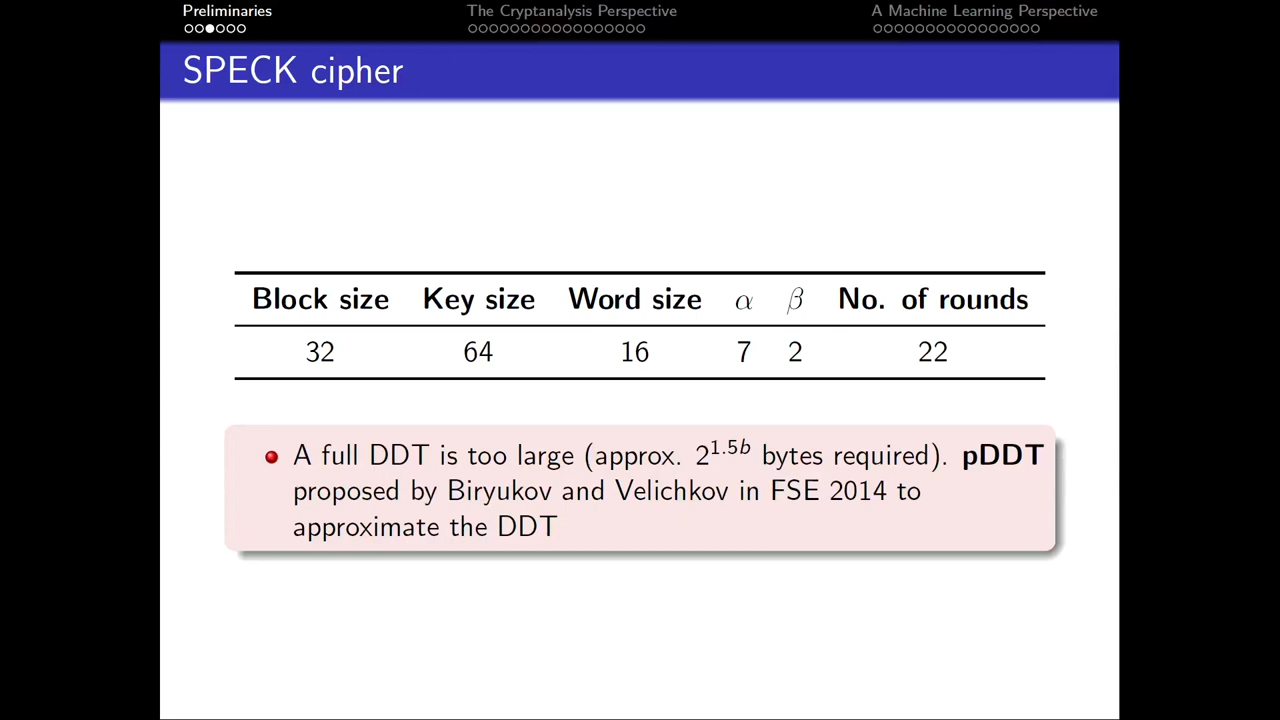 Preliminaries The Cryptanalysis Perspective A Machine Learning Perspective
SPECK cipher
Block size Key size Word size α β No. of rounds
32 64 16 7 2 22
A full DDT is too large (approx. 2^{1.5b} bytes required). pDDT
proposed by Biryukov and Velichkov in FSE 2014 to
approximate the DDT